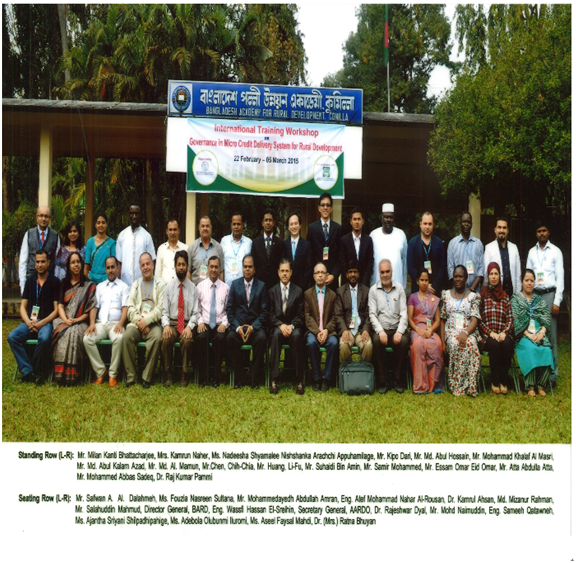 বাংলাদেশ পল্লী উন্নয়ন একাডেমী কুমিল্লা
BANGLADESH ACADEMY FOR RURAL DEVELOPMENT, COMILLA
International Training Workshop
on
Governance in Micro Credit Delivery System for Rural Development
22 February - 05 March 2015
Standing Row (L-R): Mr. Milan Kanti Bhattacharjee, Mrs. Kamrun Naher, Ms. Nadeesha Shyamalee Nishshanka Arachchi Appuhamilage, Mr. Kipo Dari, Mr. Md. Abul Hossain, Mr. Mohammad Khalaf Al Masri,
Mr. Md. Abul Kalam Azad, Mr. Md. Al. Mamun, Mr.Chen, Chih-Chia, Mr. Huang, Li-Fu, Mr. Suhaidi Bin Amin, Mr. Samir Mohammed, Mr. Essam Omar Eid Omar, Mr. Atta Abdulla Atta,
Mr. Mohammed Abbas Sadeq, Dr. Raj Kumar Pammi
Seating Row (L-R): Mr. Safwan A. Al. Dalahmeh, Ms. Fouzia Nasreen Sultana, Mr. Mohammedayedh Abdullah Amran, Eng. Atef Mohammad Nahar Al-Rousan, Dr. Kamrul Ahsan, Md. Mizanur Rahman,
Mr. Salahuddin Mahmud, Director General, BARD, Eng. Wassfi Hassan El-Sreihin, Secretary General, AARDO, Dr. Rajeshwar Dyal, Mr. Mohd Naimuddin, Eng. Sameeh Qatawneh,
Ms. Ajantha Sriyani Shilpadhipahige, Ms. Adebola Olubunmi Iluromi, Ms. Aseel Faysal Mahdi, Dr. (Mrs.) Ratna Bhuyan